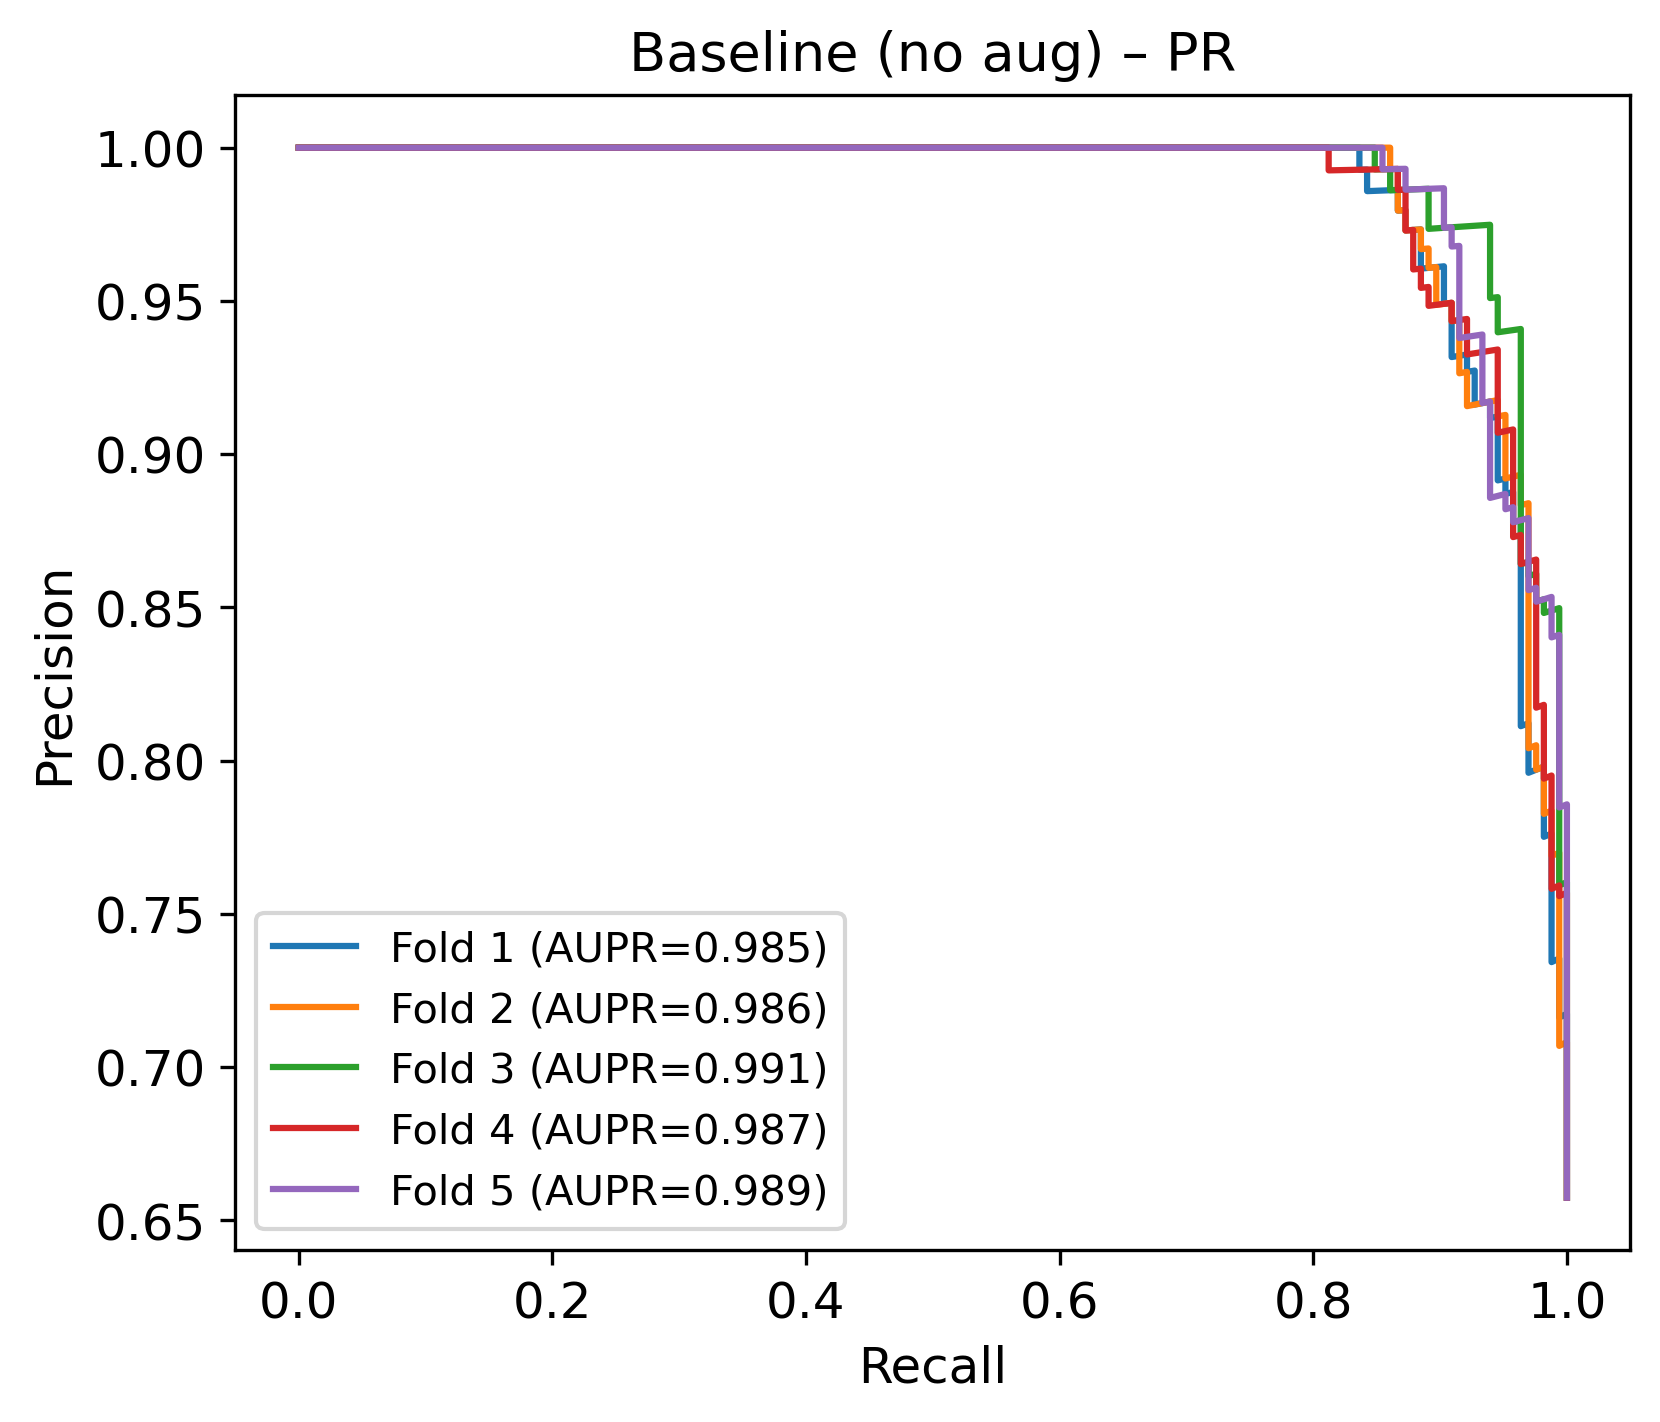 Baseline (no aug) – PR
1.00
0.95
0.90
0.85
0.80
0.75
0.70
0.65
Precision
Fold 1 (AUPR=0.985)
Fold 2 (AUPR=0.986)
Fold 3 (AUPR=0.991)
Fold 4 (AUPR=0.987)
Fold 5 (AUPR=0.989)
0.0 0.2 0.4 0.6 0.8 1.0
Recall